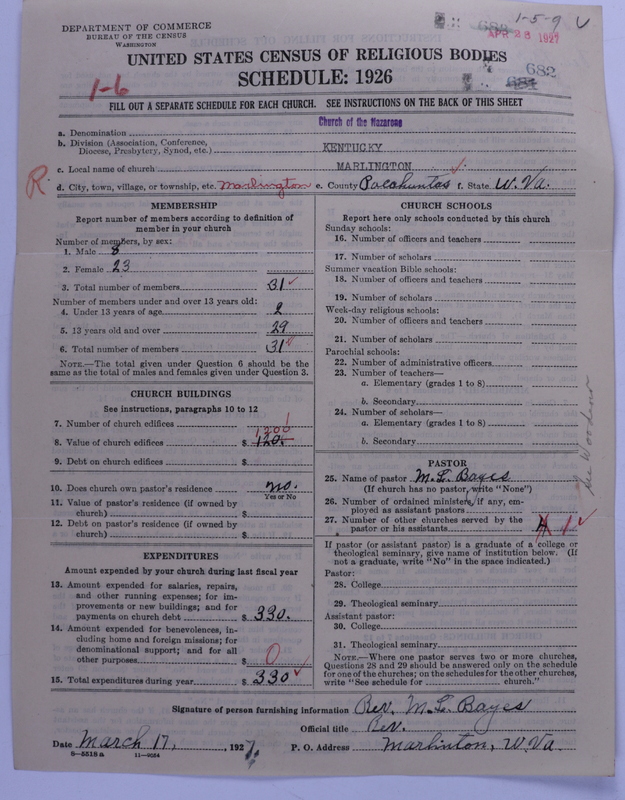 DEPARTMENT OF COMMERCE
BUREAU OF THE CENSUS
WASHINGTON
1-5-9 U
APR 23 1927
682
684
1-6
UNITED STATES CENSUS OF RELIGIOUS BODIES
SCHEDULE: 1926
FILL OUT A SEPARATE SCHEDULE FOR EACH CHURCH. SEE INSTRUCTIONS ON THE BACK OF THIS SHEET
a. Denomination Church of the Nazarene
b. Division (Association, Conference, Diocese, Presbytery, Synod, etc.) KENTUCKY
c. Local name of church MARLINGTON
R
d. City, town, village, or township, etc. Marlington e. County Pocahuntas f. State W. Va.
MEMBERSHIP
Report number of members according to definition of
member in your church
Number of members, by sex:
1. Male 8
2. Female 23
3. Total number of members 31
Number of members under and over 13 years old:
4. Under 13 years of age 2
5. 13 years old and over 29
6. Total number of members 31
NOTE.—The total given under Question 6 should be
same as the total of males and females given under Question 3.
CHURCH BUILDINGS
See instructions, paragraphs 10 to 12
7. Number of church edifices 1
8. Value of church edifices $ 120. 1200
9. Debt on church edifices $
10. Does church own pastor's residence no.
Yes or No
11. Value of pastor's residence (if owned by
church) $
12. Debt on pastor's residence (if owned by
church) $
EXPENDITURES
Amount expended by your church during last fiscal year
13. Amount expended for salaries, repairs,
and other running expenses; for im-
provements or new buildings; and for
payments on church debt $ 330.
14. Amount expended for benevolences, in-
cluding home and foreign missions; for
denominational support; and for all
other purposes $ 0
15. Total expenditures during year $ 330
CHURCH SCHOOLS
Report here only schools conducted by this church
Sunday schools:
16. Number of officers and teachers
17. Number of scholars
Summer vacation Bible schools:
18. Number of officers and teachers
19. Number of scholars
Week-day religious schools:
20. Number of officers and teachers
21. Number of scholars
Parochial schools:
22. Number of administrative officers
23. Number of teachers—
a. Elementary (grades 1 to 8)
b. Secondary
24. Number of scholars—
a. Elementary (grades 1 to 8)
b. Secondary
PASTOR
25. Name of pastor M. L. Bayes
(If church has no pastor, write "None")
26. Number of ordained ministers, if any, em-
ployed as assistant pastors
27. Number of other churches served by the
pastor or his assistants 1
If pastor (or assistant pastor) is a graduate of a college or
theological seminary, give name of institution below. (If
not a graduate, write "No" in the space indicated.)
Pastor:
28. College
29. Theological seminary
Assistant pastor:
30. College
31. Theological seminary
NOTE.—Where one pastor serves two or more churches,
Questions 28 and 29 should be answered only on the schedule
for one of the churches; on the schedules for the other churches,
write "See schedule for church."
Signature of person furnishing information Rev. M. L. Bayes
Official title Rev.
Date March 17, 1927. P. O. Address Marlinton, W. Va.
8—5518a 11—9024